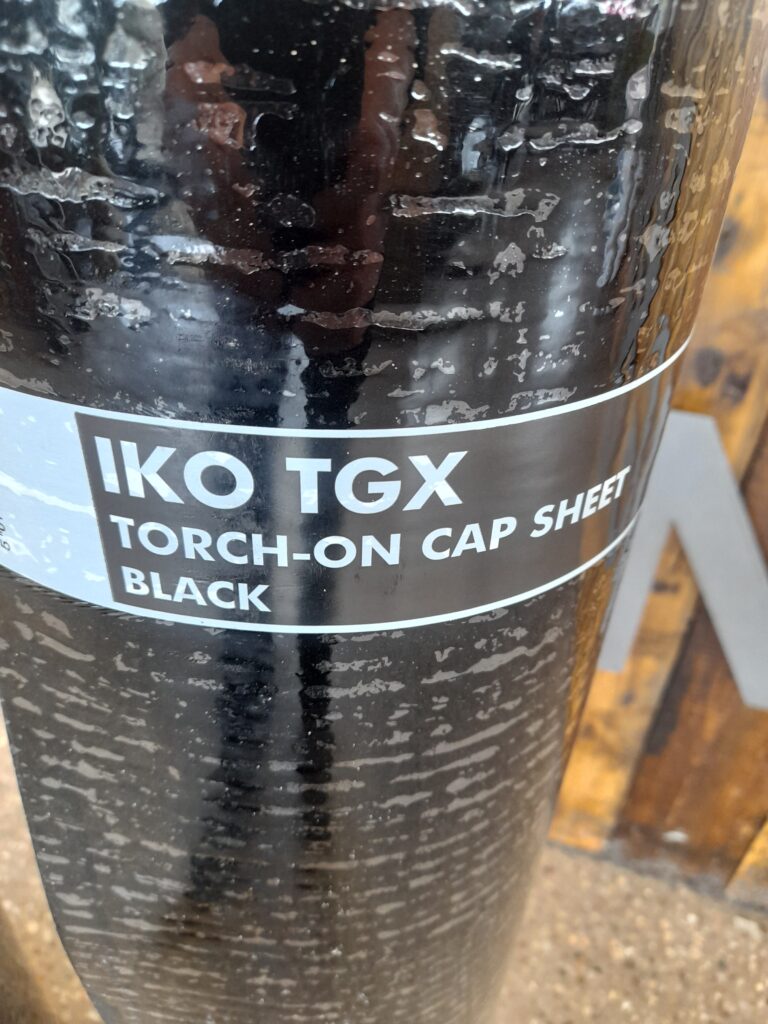 IKO TGX
TORCH-ON CAP SHEET
BLACK